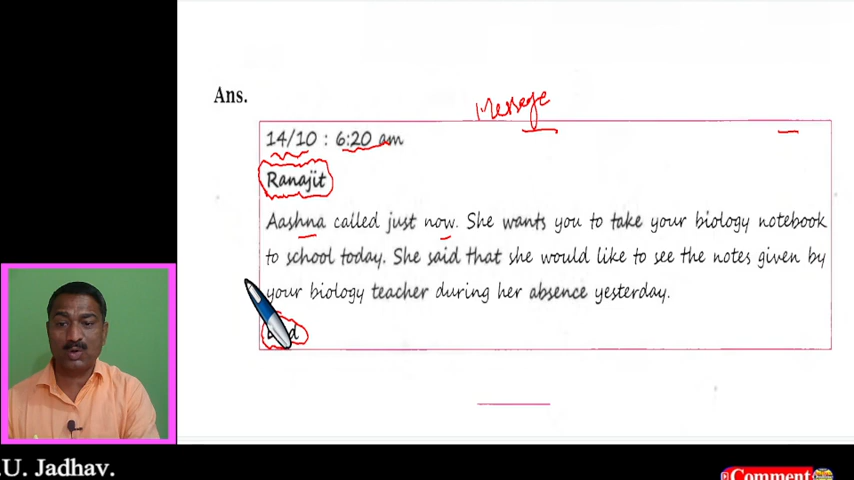 Ans.
Message
14/10 : 6:20 am
Ranajit
Aashna called just now. She wants you to take your biology notebook
to school today. She said that she would like to see the notes given by
your biology teacher during her absence yesterday.
.U. Jadhav.
Comment